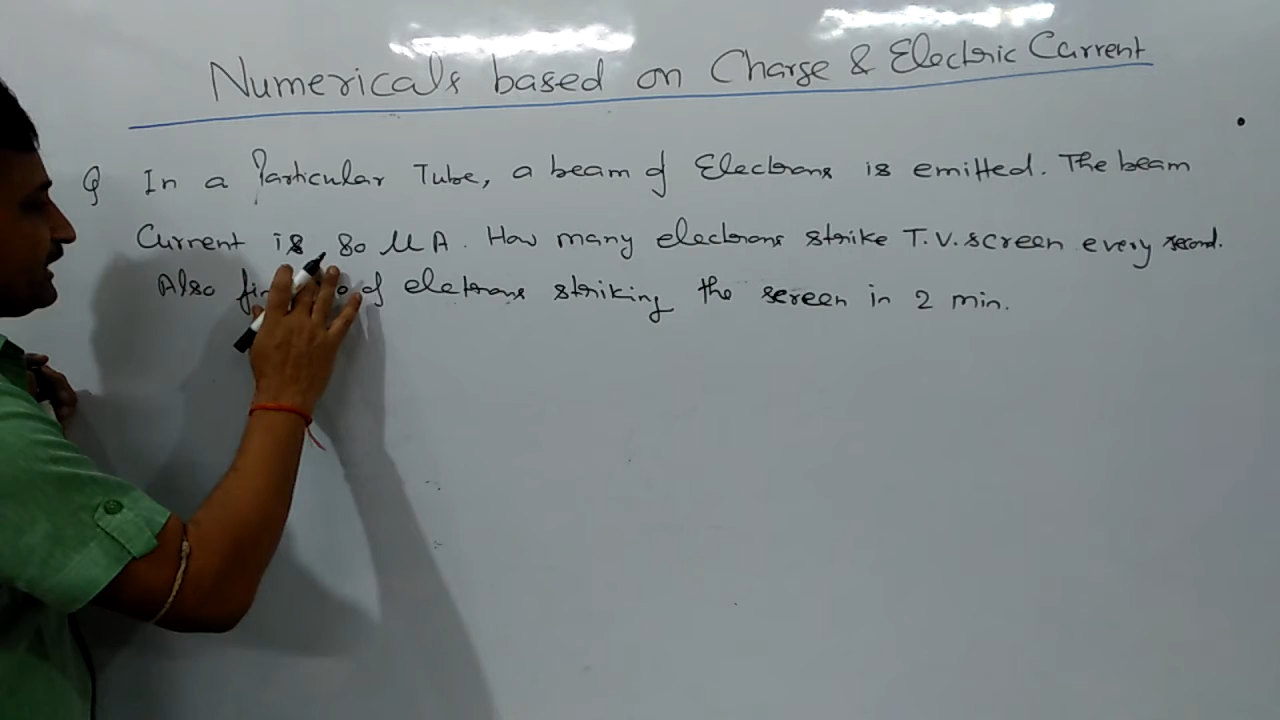 Numericals based on Charge & Electric Current
Q In a Particular Tube, a beam of Electrons is emitted. The beam
Current is 80 μA. How many electrons strike T.V. screen every second.
Also of eletrons striking the screen in 2 min.